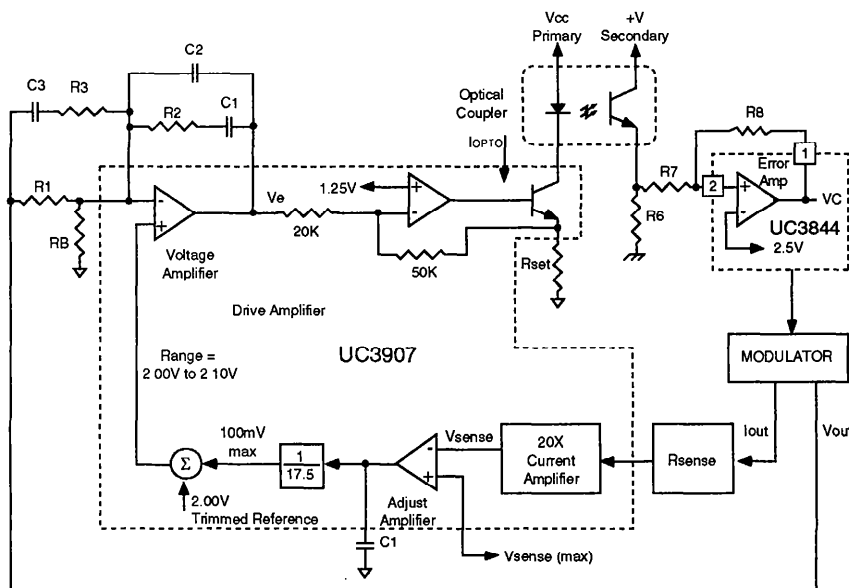 Vcc
Primary
+V
Secondary
C2
C3
R3
R2
C1
Optical
Coupler
IOPTO
R8
R1
1.25V
Ve
R7
2
Error
Amp
1
VC
RB
20K
R6
UC3844
2.5V
Voltage
Amplifier
50K
Rset
Drive Amplifier
UC3907
Range =
2 00V to 2 10V
MODULATOR
100mV
max
Vsense
20X
Current
Amplifier
Rsense
Iout
Vout
Σ
1
17.5
2.00V
Trimmed Reference
Adjust
Amplifier
C1
Vsense (max)